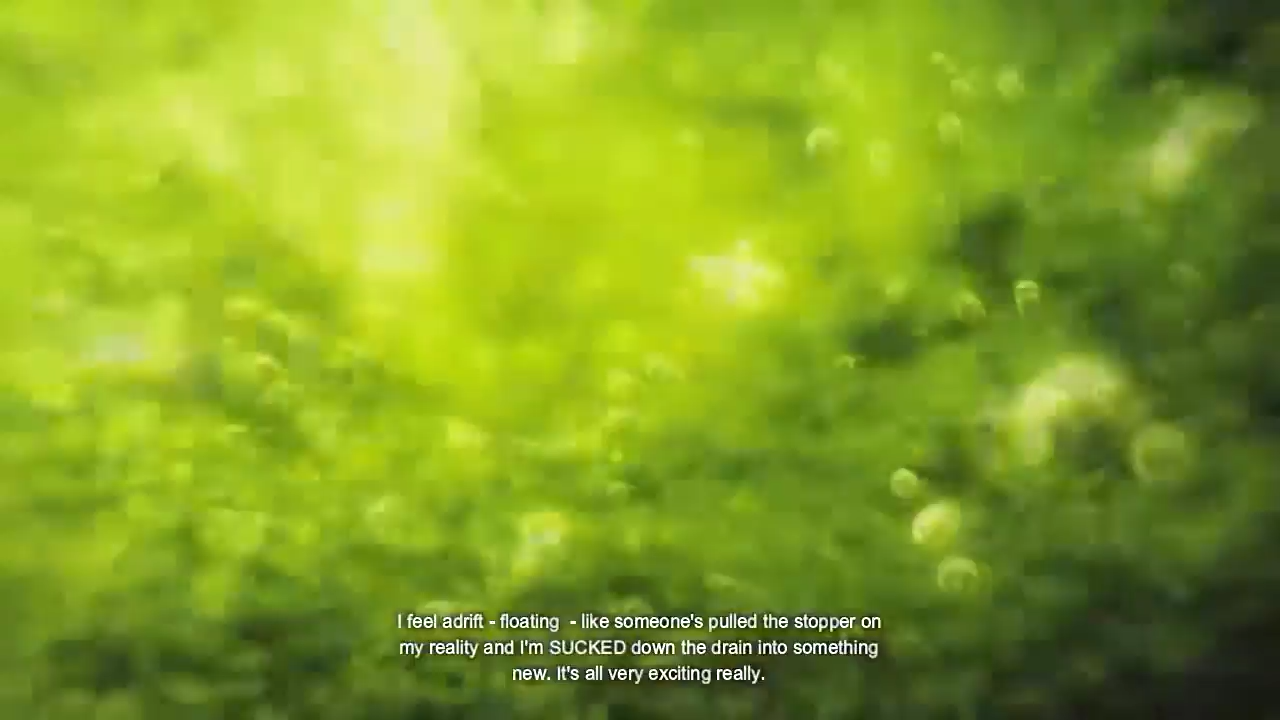 I feel adrift - floating  - like someone's pulled the stopper on
my reality and I'm SUCKED down the drain into something
new. It's all very exciting really.